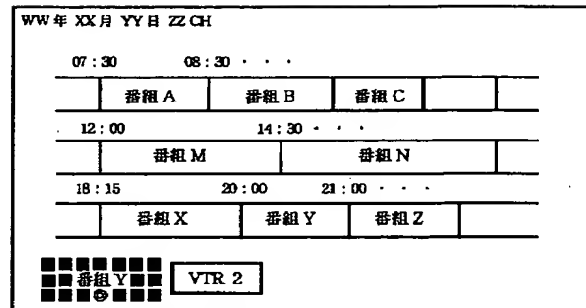 WW年 XX月 YY日 ZZ CH
07:30 08:30 ・・・
番組A 番組B 番組C
12:00 14:30 ・・・
番組M 番組N
18:15 20:00 21:00 ・・・
番組X 番組Y 番組Z
番組Y VTR 2